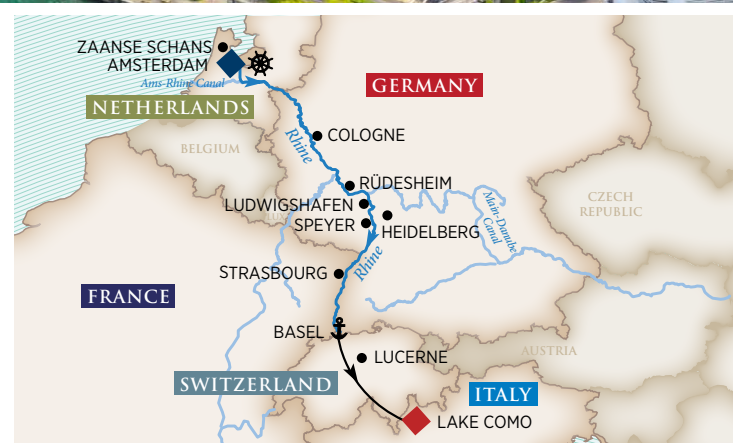 ZAANSE SCHANS
AMSTERDAM
Ams-Rhine Canal
NETHERLANDS
GERMANY
BELGIUM
COLOGNE
Rhine
RÜDESHEIM
LUDWIGSHAFEN
SPEYER
HEIDELBERG
Main-Danube
Canal
CZECH
REPUBLIC
Rhine
STRASBOURG
FRANCE
BASEL
LUCERNE
AUSTRIA
SWITZERLAND
ITALY
LAKE COMO